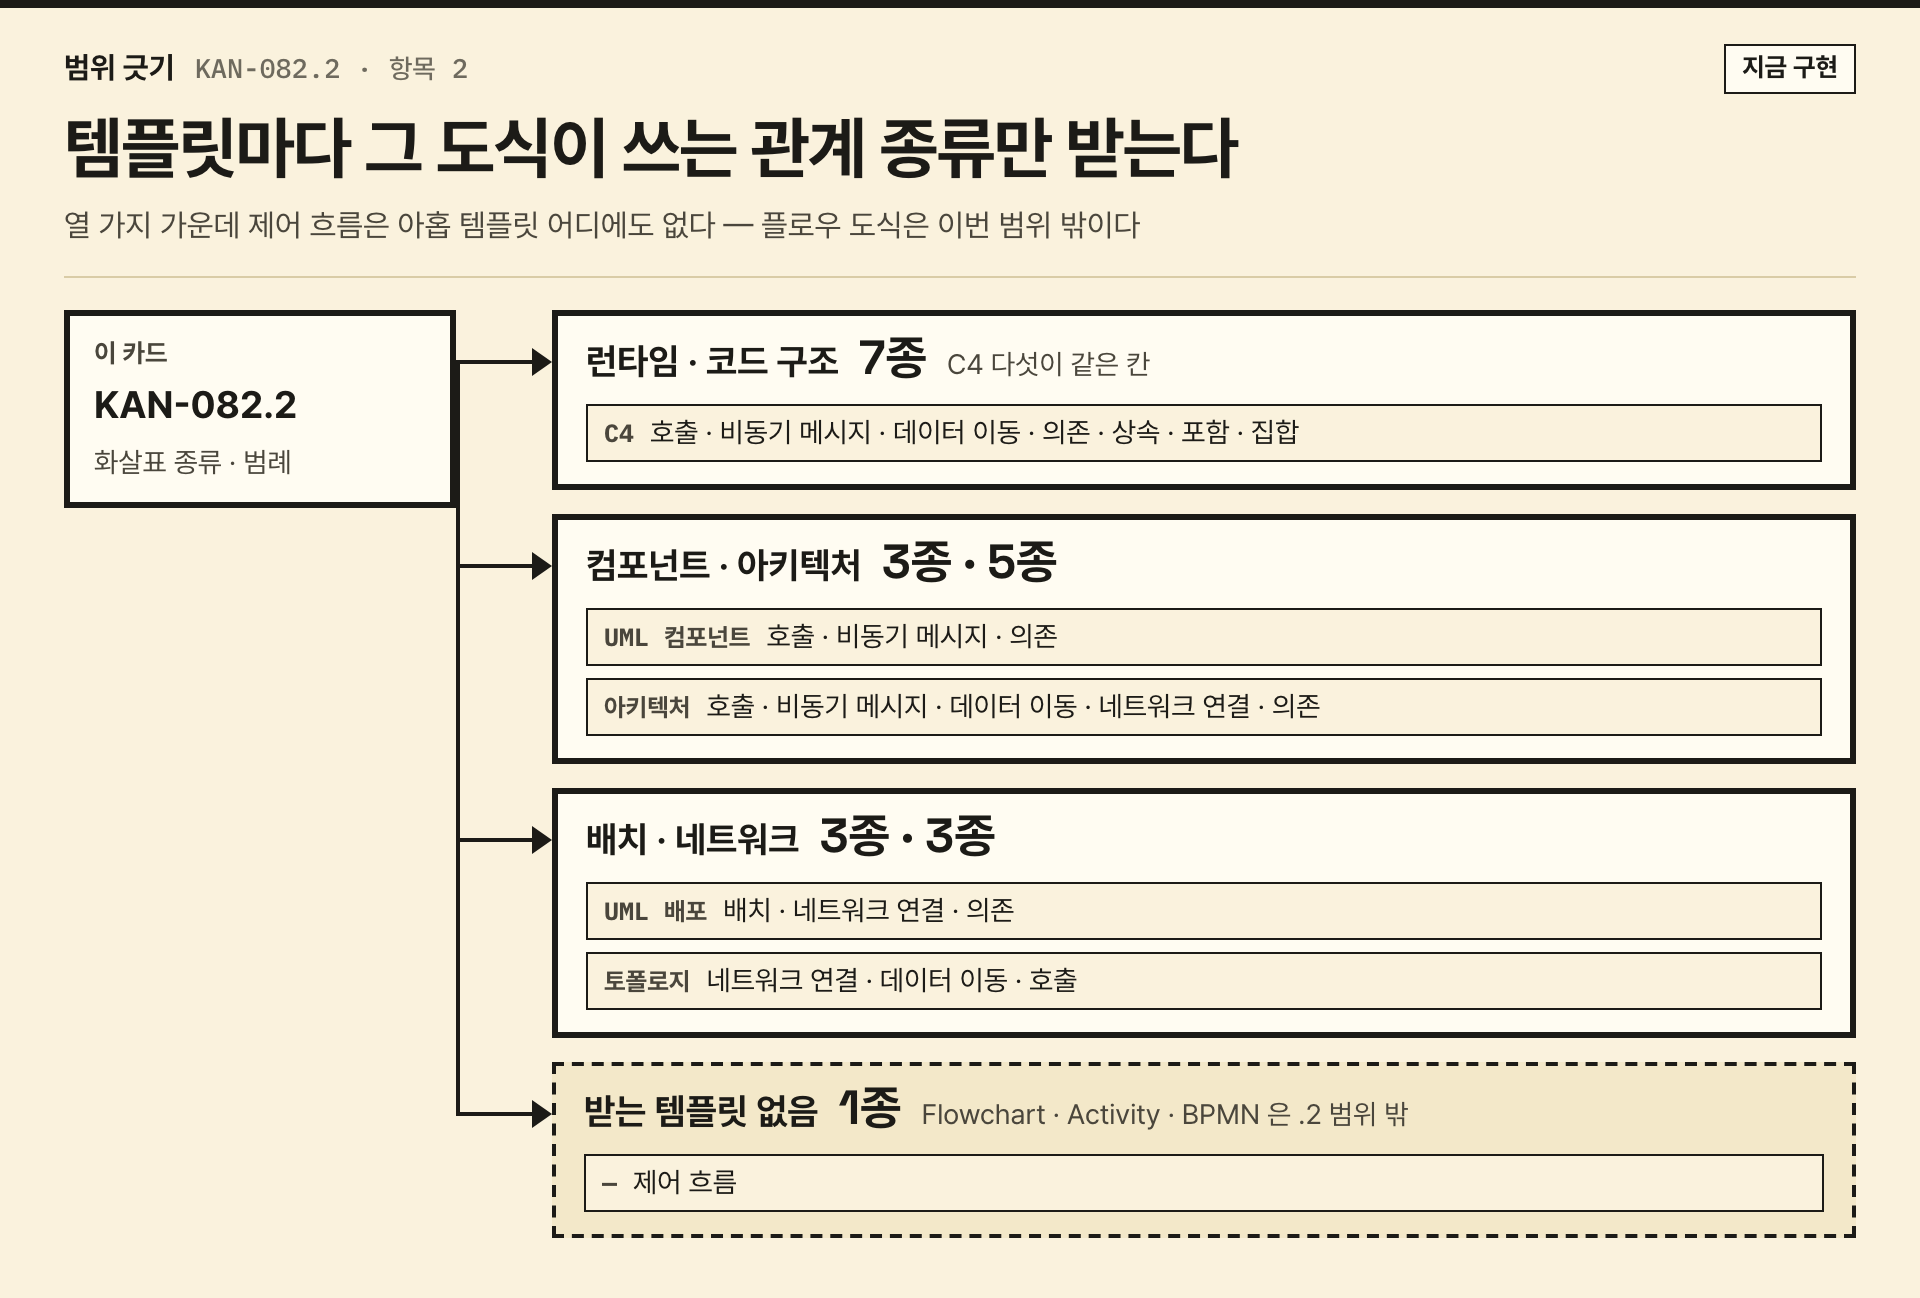 범위 긋기 KAN-082.2 · 항목 2
지금 구현
템플릿마다 그 도식이 쓰는 관계 종류만 받는다
열 가지 가운데 제어 흐름은 아홉 템플릿 어디에도 없다 — 플로우 도식은 이번 범위 밖이다
이 카드
KAN-082.2
화살표 종류 · 범례
런타임 · 코드 구조 7종 C4 다섯이 같은 칸
C4 호출 · 비동기 메시지 · 데이터 이동 · 의존 · 상속 · 포함 · 집합
컴포넌트 · 아키텍처 3종 · 5종
UML 컴포넌트 호출 · 비동기 메시지 · 의존
아키텍처 호출 · 비동기 메시지 · 데이터 이동 · 네트워크 연결 · 의존
배치 · 네트워크 3종 · 3종
UML 배포 배치 · 네트워크 연결 · 의존
토폴로지 네트워크 연결 · 데이터 이동 · 호출
받는 템플릿 없음 1종 Flowchart · Activity · BPMN 은 .2 범위 밖
– 제어 흐름